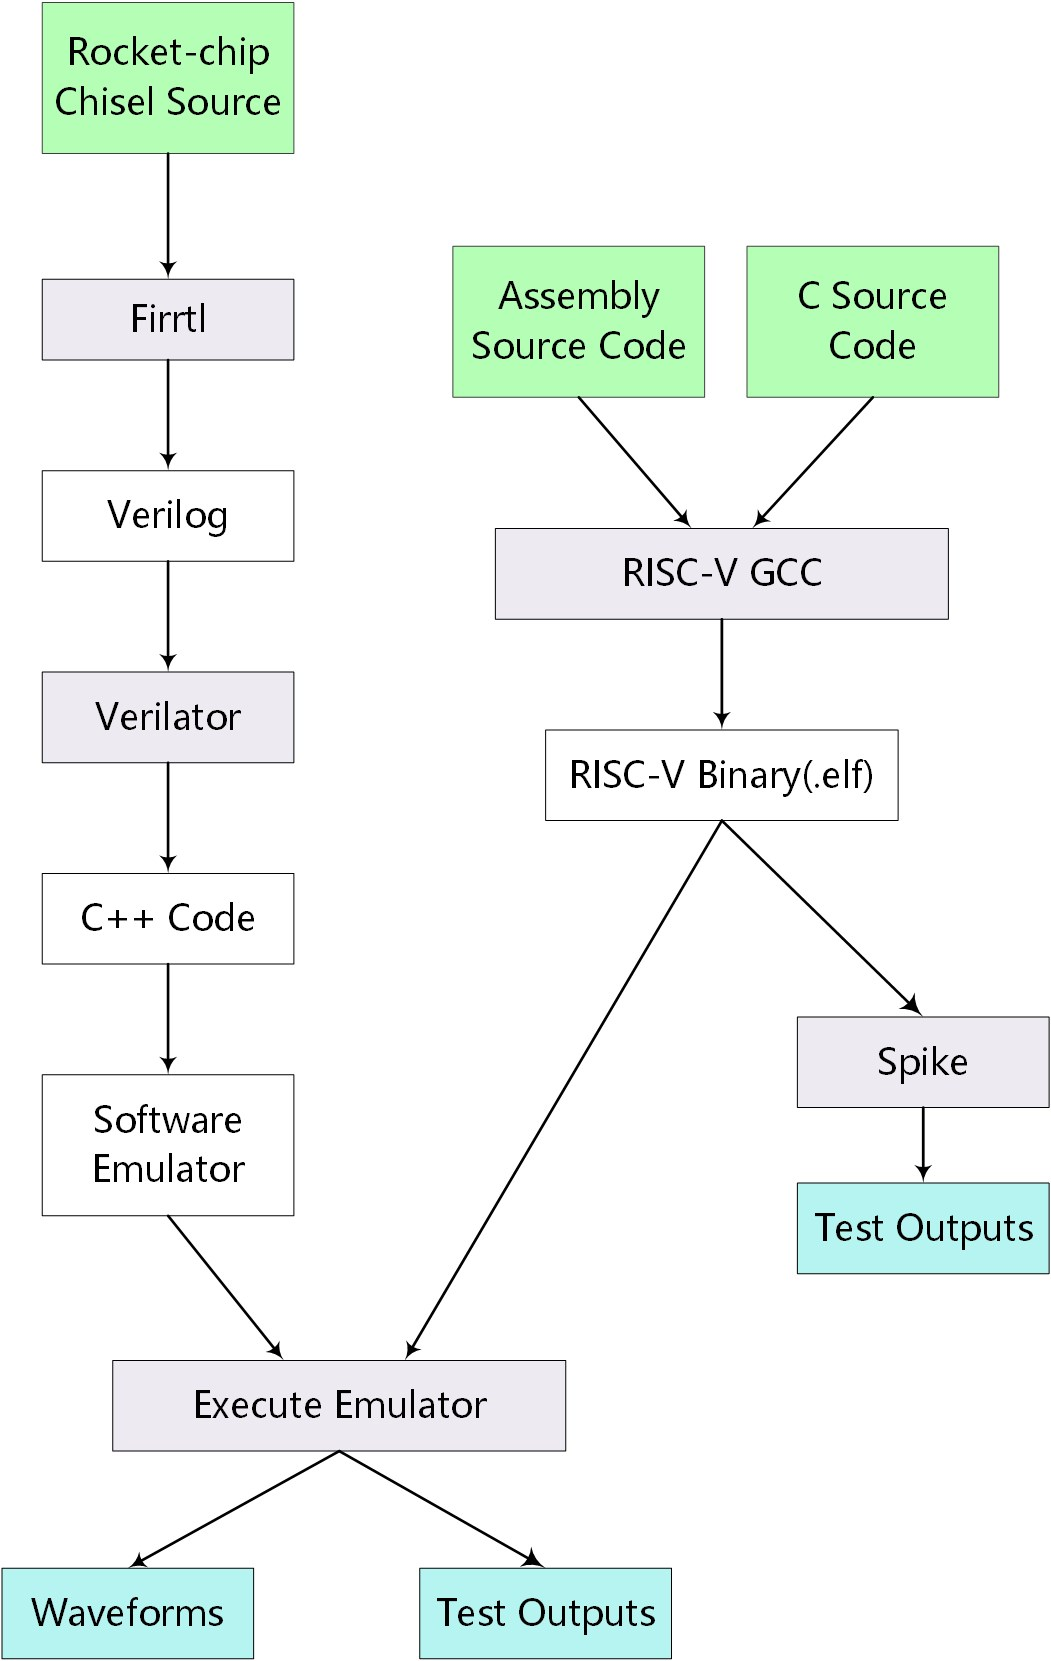 Rocket-chip
Chisel Source
Firrtl
Verilog
Verilator
C++ Code
Software
Emulator
Assembly
Source Code
C Source
Code
RISC-V GCC
RISC-V Binary(.elf)
Spike
Test Outputs
Execute Emulator
Waveforms
Test Outputs